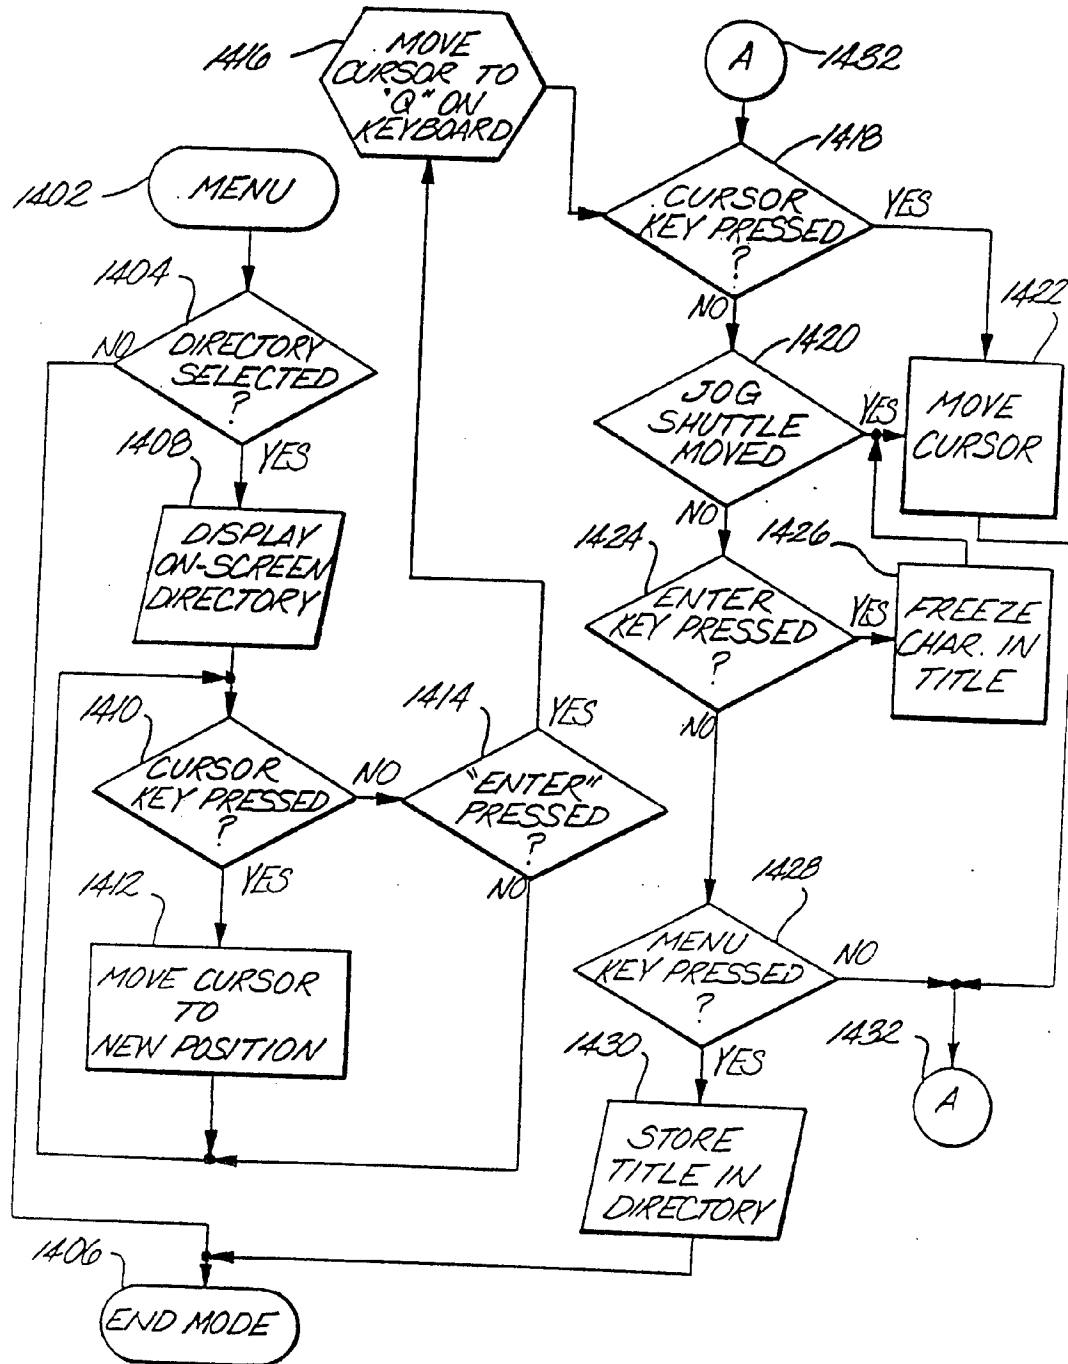 1416
MOVE
CURSOR TO
"Q" ON
KEYBOARD
A
1432
1418
1402
MENU
CURSOR
KEY PRESSED
?
YES
NO
1404
NO
DIRECTORY
SELECTED
?
YES
1422
MOVE
CURSOR
1420
JOG
SHUTTLE
MOVED
YES
NO
1408
DISPLAY
ON-SCREEN
DIRECTORY
1424
ENTER
KEY PRESSED
?
YES
NO
1426
FREEZE
CHAR. IN
TITLE
1410
CURSOR
KEY PRESSED
?
NO
YES
1414
"ENTER"
PRESSED
?
YES
NO
1412
MOVE CURSOR
TO
NEW POSITION
1428
MENU
KEY PRESSED
?
NO
YES
1432
A
1430
STORE
TITLE IN
DIRECTORY
1406
END MODE